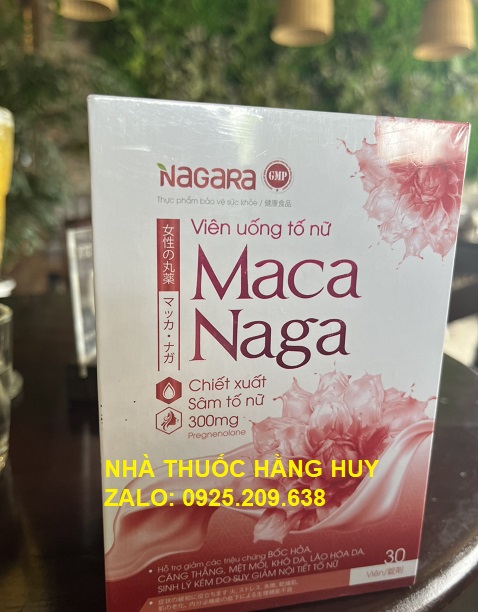 NAGARA
GMP
Thực phẩm bảo vệ sức khỏe / 健康食品
女性の丸薬
マッカ・ナガ
Viên uống tố nữ
Maca
Naga
Chiết xuất
Sâm tố nữ
300mg
Pregnenolone
NHÀ THUỐC HẰNG HUY
ZALO: 0925.209.638
• Hỗ trợ giảm các triệu chứng BỐC HỎA,
CĂNG THẲNG, MỆT MỎI, KHÔ DA, LÃO HÓA DA,
SINH LÝ KÉM DO SUY, GIẢM NỘI TIẾT TỐ NỮ
30
Viên/錠剤